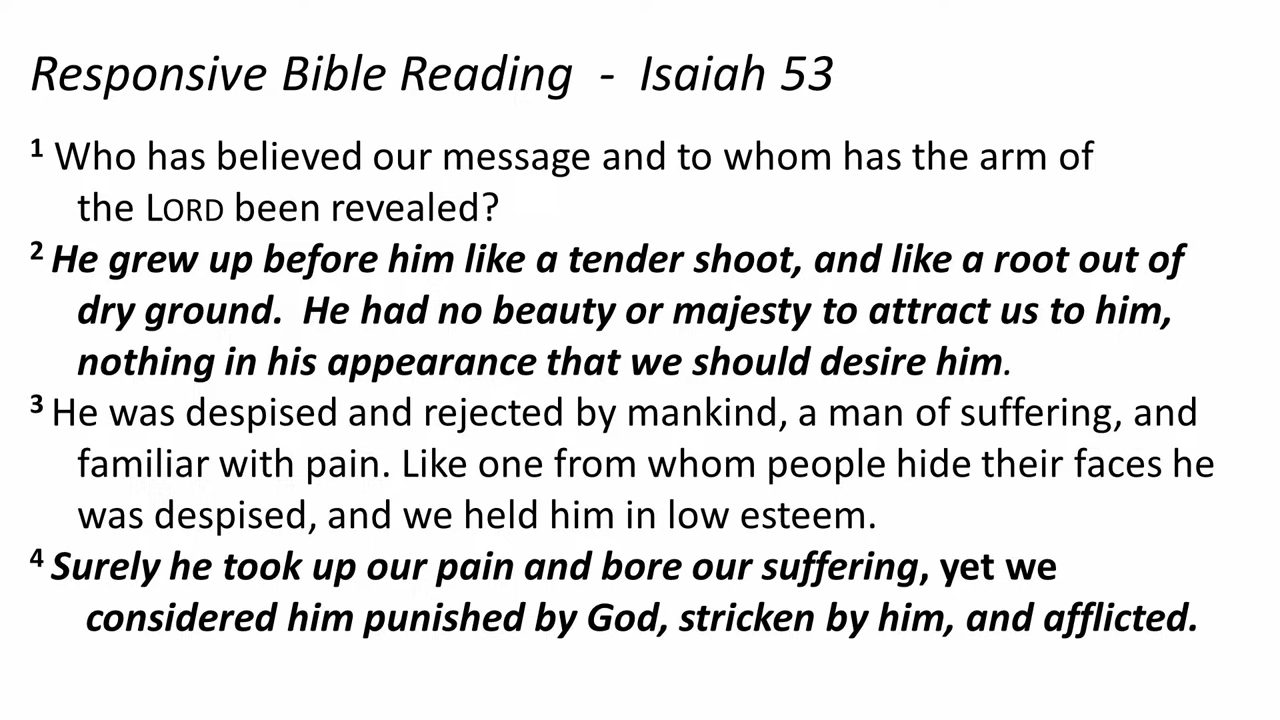 Responsive Bible Reading - Isaiah 53
1 Who has believed our message and to whom has the arm of
the LORD been revealed?
2 He grew up before him like a tender shoot, and like a root out of
dry ground. He had no beauty or majesty to attract us to him,
nothing in his appearance that we should desire him.
3 He was despised and rejected by mankind, a man of suffering, and
familiar with pain. Like one from whom people hide their faces he
was despised, and we held him in low esteem.
4 Surely he took up our pain and bore our suffering, yet we
considered him punished by God, stricken by him, and afflicted.